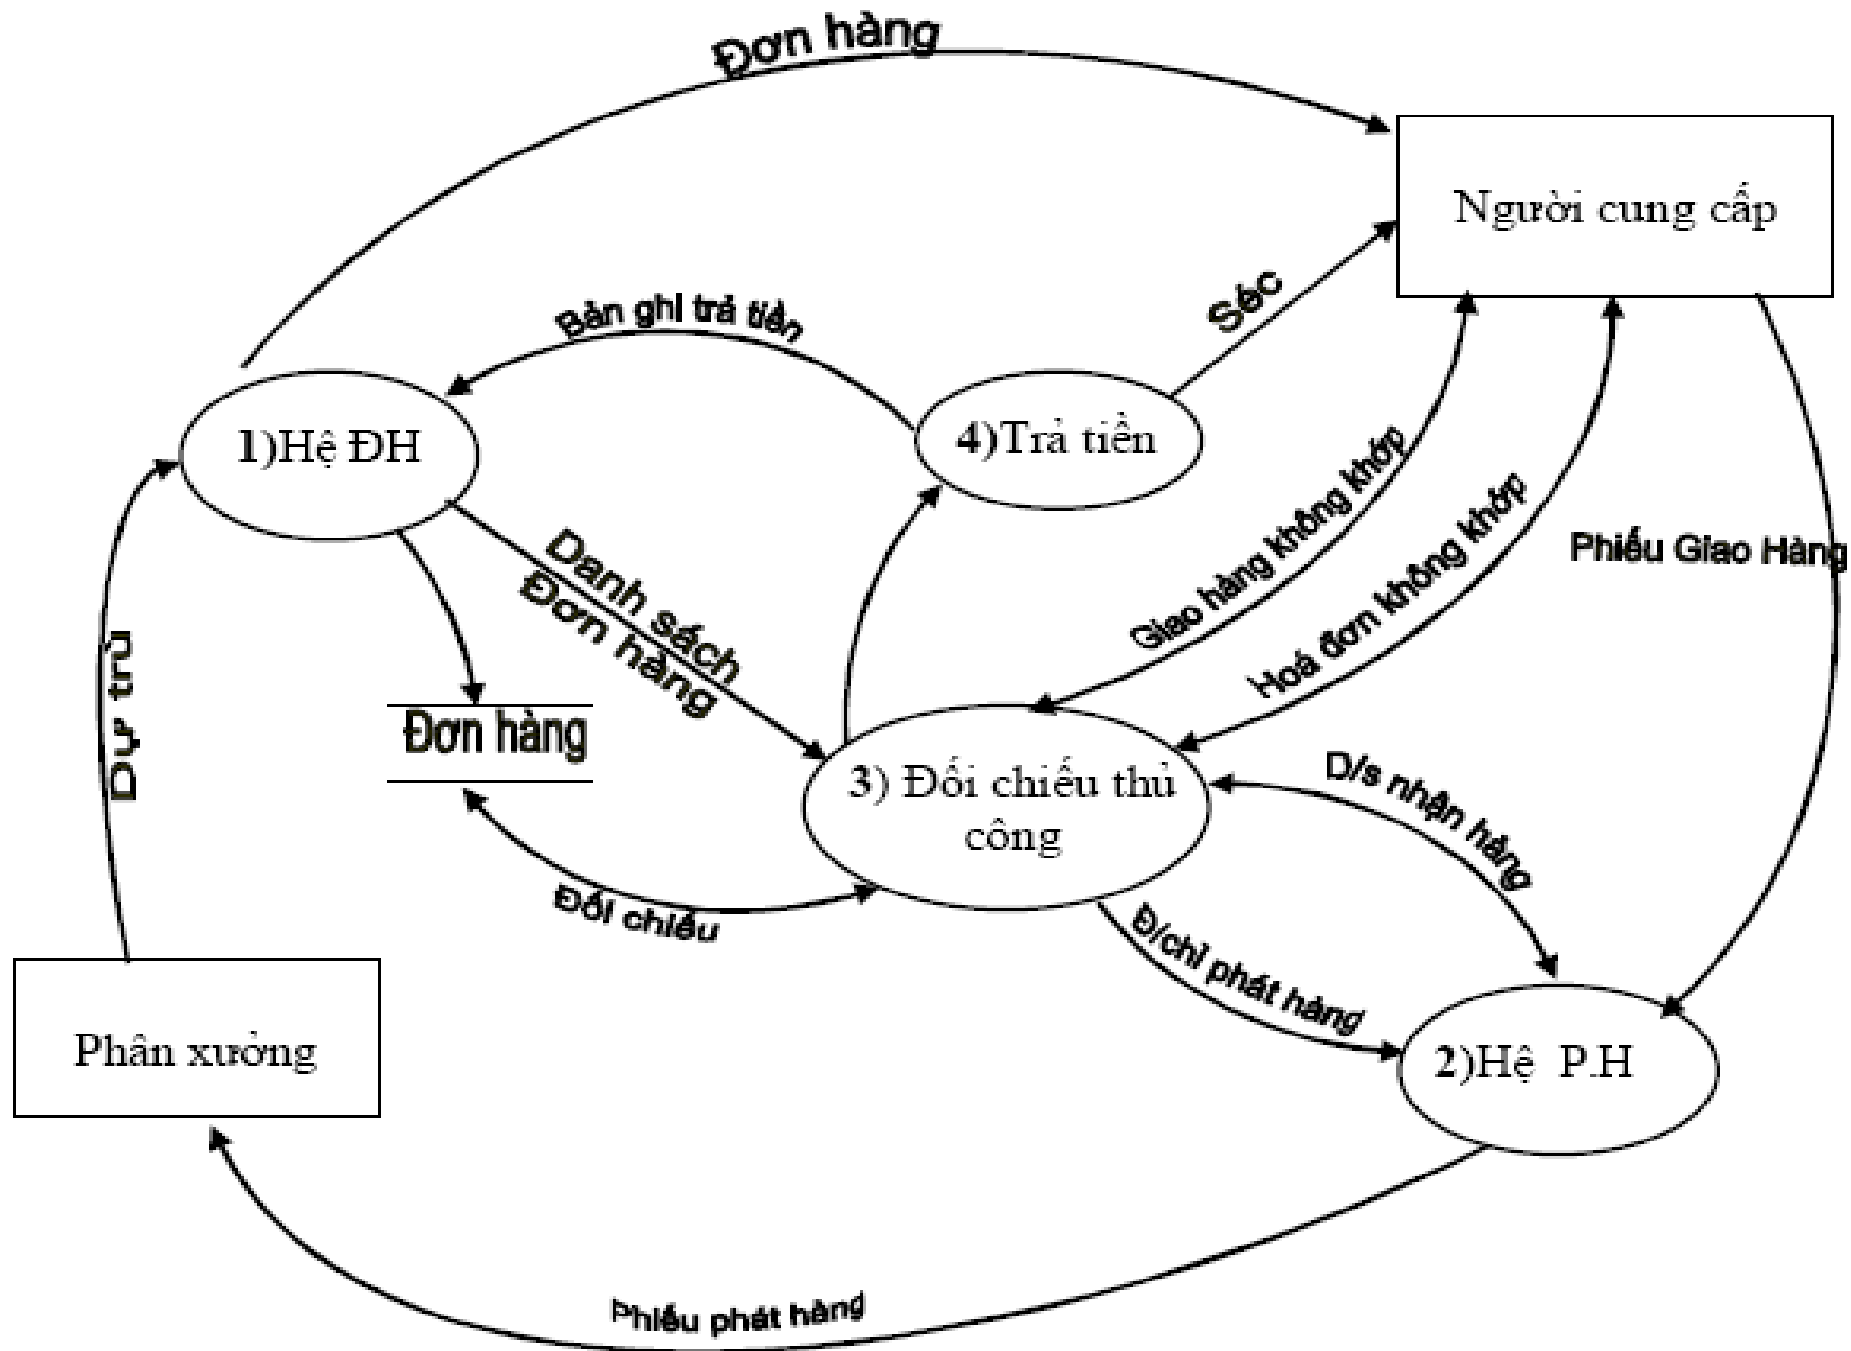 Đơn hàng
Người cung cấp
Séc
Bản ghi trả tiền
1)Hệ ĐH
4)Trả tiền
Giao hàng không khớp
Hoá đơn không khớp
Phiếu Giao Hàng
Danh sách
Đơn hàng
Dự trù
Đơn hàng
3) Đối chiếu thủ
công
D/s nhận hàng
Đối chiếu
Đ/chỉ phát hàng
Phân xưởng
2)Hệ P.H
Phiếu phát hàng